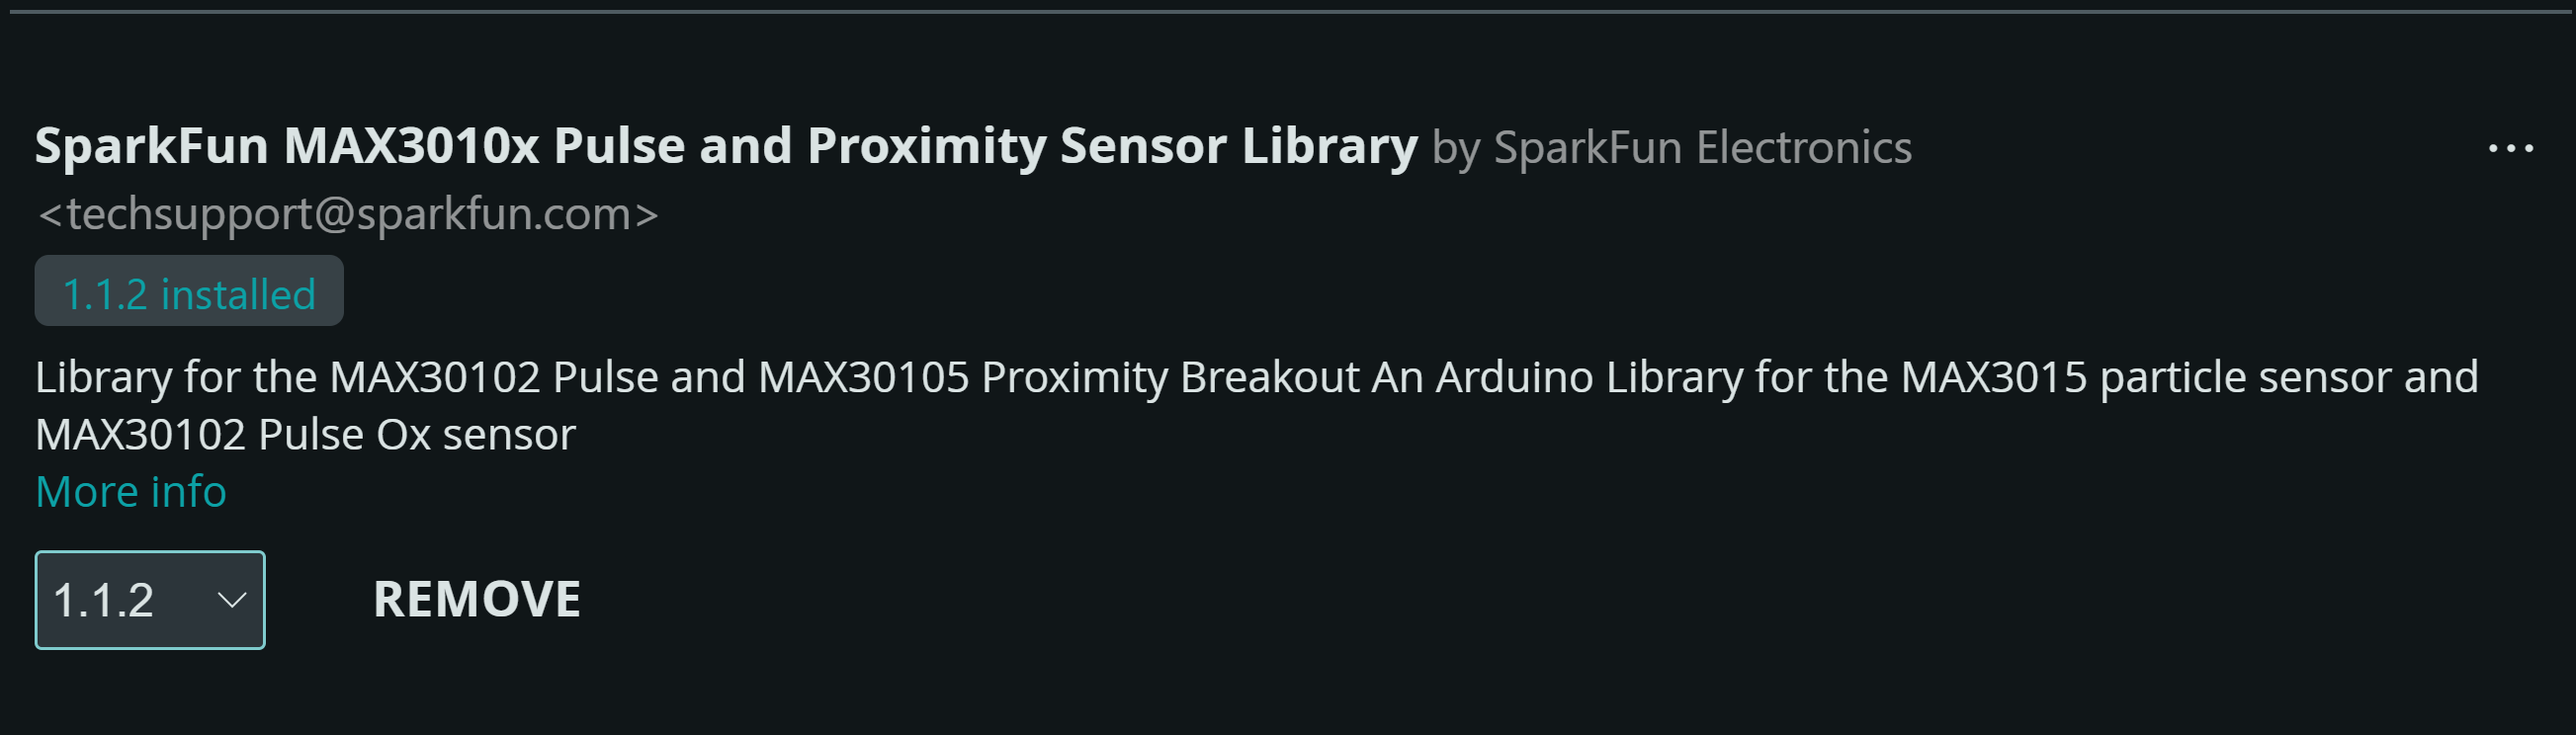 SparkFun MAX3010x Pulse and Proximity Sensor Library by SparkFun Electronics
<techsupport@sparkfun.com>
1.1.2 installed
Library for the MAX30102 Pulse and MAX30105 Proximity Breakout An Arduino Library for the MAX3015 particle sensor and
MAX30102 Pulse Ox sensor
More info
1.1.2 REMOVE